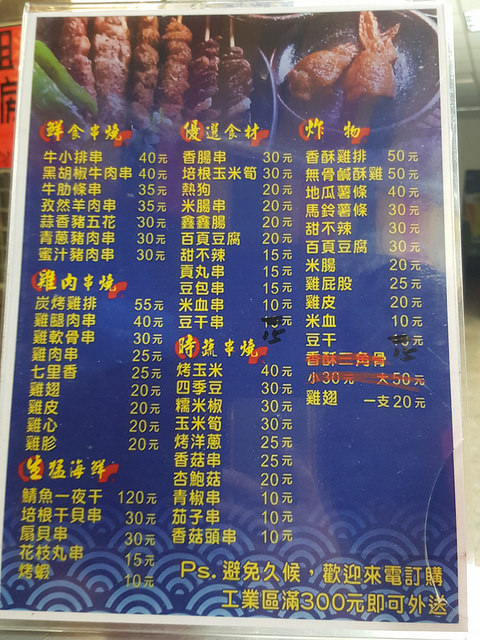 鮮食串燒
牛小排串 40元
黑胡椒牛肉串 40元
牛肋條串 35元
孜然羊肉串 35元
蒜香豬五花 30元
青蔥豬肉串 30元
蜜汁豬肉串 30元
雞肉串燒
炭烤雞排 55元
雞腿肉串 40元
雞軟骨串 30元
雞肉串 25元
七里香 25元
雞翅 20元
雞皮 20元
雞心 20元
雞胗 20元
生猛海鮮
鯖魚一夜干 120元
培根干貝串 30元
扇貝串 30元
花枝丸串 15元
烤蝦 10元
優選食材
香腸串 30元
培根玉米筍 30元
熱狗 20元
米腸串 20元
鑫鑫腸 20元
百頁豆腐 20元
甜不辣 15元
貢丸串 15元
豆包串 15元
米血串 10元
豆干串 元
時蔬串燒
烤玉米 40元
四季豆 30元
糯米椒 30元
玉米筍 30元
烤洋蔥 25元
香菇串 25元
杏鮑菇 20元
青椒串 10元
茄子串 10元
香菇頭串 10元
炸物
香酥雞排 50元
無骨鹹酥雞 50元
地瓜薯條 40元
馬鈴薯條 30元
甜不辣 30元
百頁豆腐 30元
米腸 20元
雞屁股 25元
雞皮 20元
米血 10元
豆干 元
香酥三角骨
小30元 大50元
雞翅 一支20元
Ps. 避免久候,歡迎來電訂購
工業區滿300元即可外送